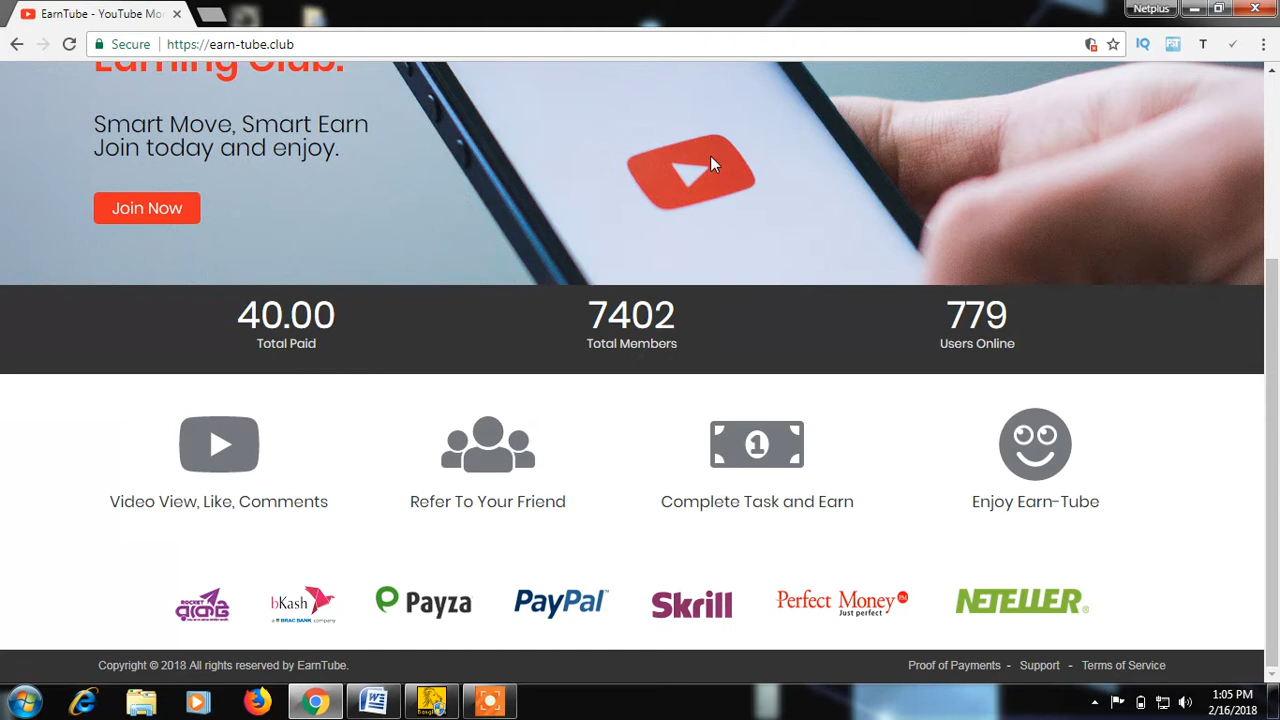 EarnTube - YouTube Mo
Netplus
Secure
https://earn-tube.club
T
Earning Club.
Smart Move, Smart Earn
Join today and enjoy.
Join Now
40.00
Total Paid
7402
Total Members
779
Users Online
1
Video View, Like, Comments
Refer To Your Friend
Complete Task and Earn
Enjoy Earn-Tube
ROCKET
bKash
A BRAC BANK company
Payza
PayPal™
Skrill
Perfect Money PM
Just perfect
NETELLER®
Copyright © 2018 All rights reserved by EarnTube.
Proof of Payments - Support - Terms of Service
1:05 PM
2/16/2018